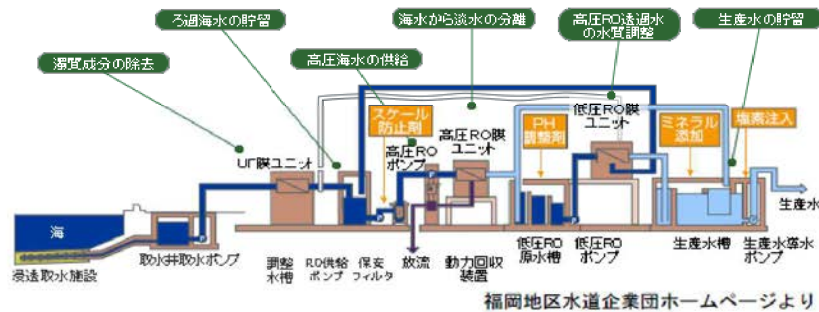 ろ過海水の貯留
海水から淡水の分離
高圧RO透過水
の水質調整
生産水の貯留
濁質成分の除去
高圧海水の供給
低圧RO膜
ユニット
スケール
防止剤
PH
調整剤
ミネラル
添加
塩素注入
高圧RO
ポンプ
高圧RO膜
ユニット
UF膜ユニット
海
生産水
浸透取水施設
取水井取水ポンプ
調整
水槽
RO供給
ポンプ
保安
フィルタ
放流
動力回収
装置
低圧RO
原水槽
低圧RO
ポンプ
生産水槽
生産水導水
ポンプ
福岡地区水道企業団ホームページより